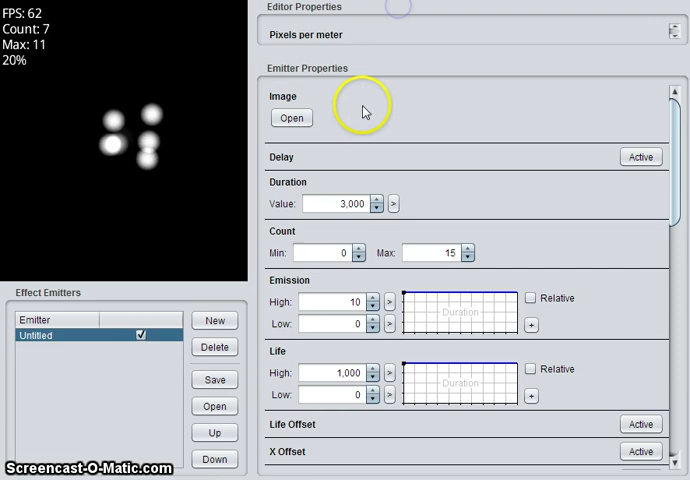 FPS: 62
Count: 7
Max: 11
20%
Editor Properties
Pixels per meter
Emitter Properties
Image
Open
Delay
Active
Duration
Value: 3,000 >
Count
Min: 0 Max: 15
Emission
High: 10 > Relative
Low: 0 > Duration +
Life
High: 1,000 > Relative
Low: 0 > Duration +
Life Offset Active
X Offset Active
Effect Emitters
Emitter
Untitled
New
Delete
Save
Open
Up
Down
Screencast-O-Matic.com